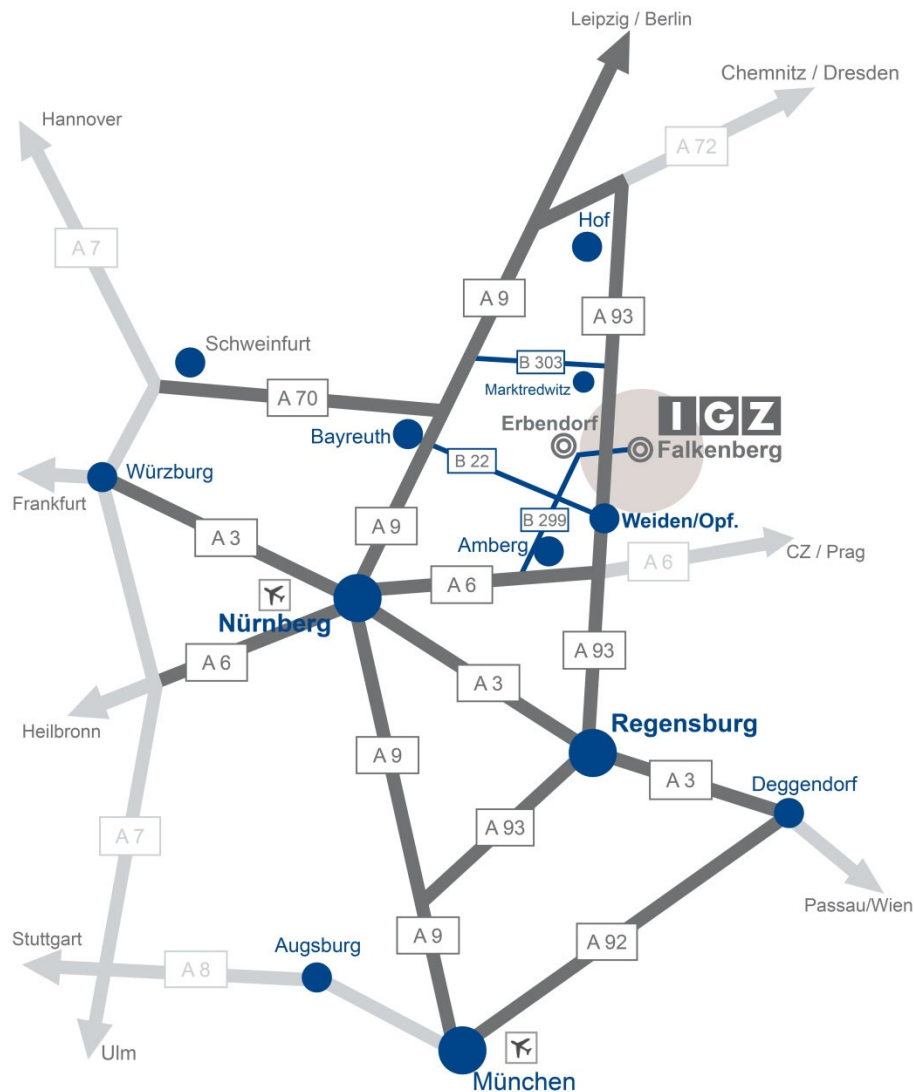 Leipzig / Berlin
Chemnitz / Dresden
Hannover
A 72
Hof
A 7
A 9
A 93
Schweinfurt
B 303
Marktredwitz
A 70
IGZ
Erbendorf
Falkenberg
Bayreuth
B 22
Würzburg
Frankfurt
A 3
A 9
B 299
Weiden/Opf.
Amberg
CZ / Prag
A 6
A 6
Nürnberg
A 6
A 93
A 3
Heilbronn
Regensburg
A 9
A 3
Deggendorf
A 7
A 93
Passau/Wien
Stuttgart
Augsburg
A 9
A 92
A 8
Ulm
München